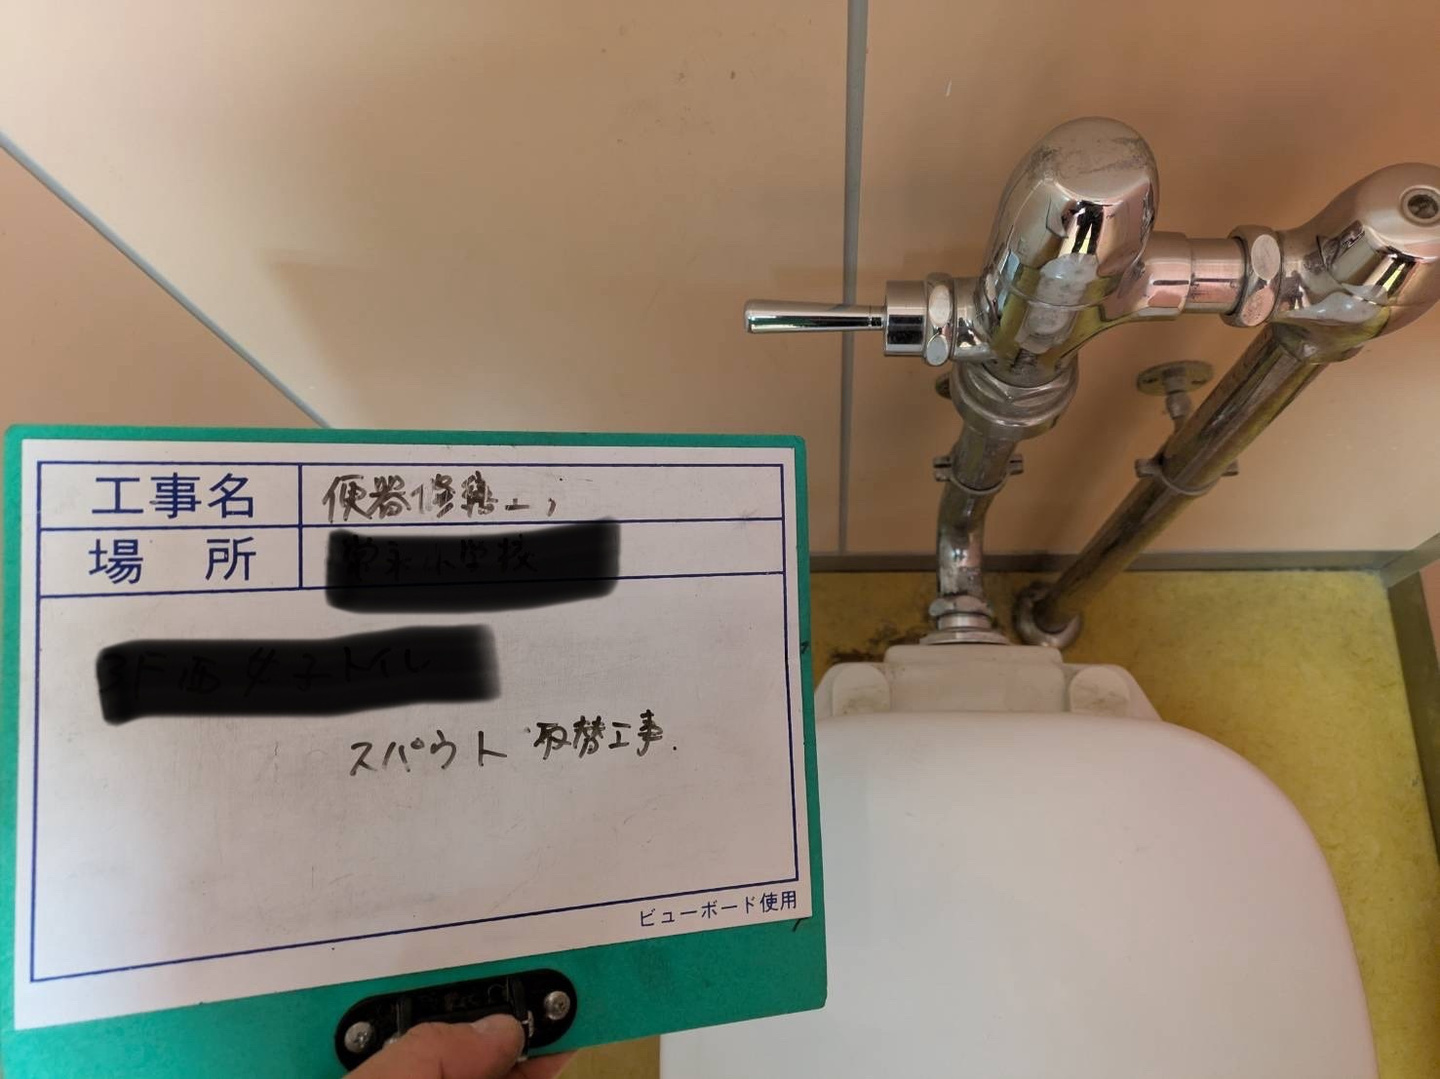 工事名 便器修繕工事
場所
スパウト取替工事.
ビューボード使用